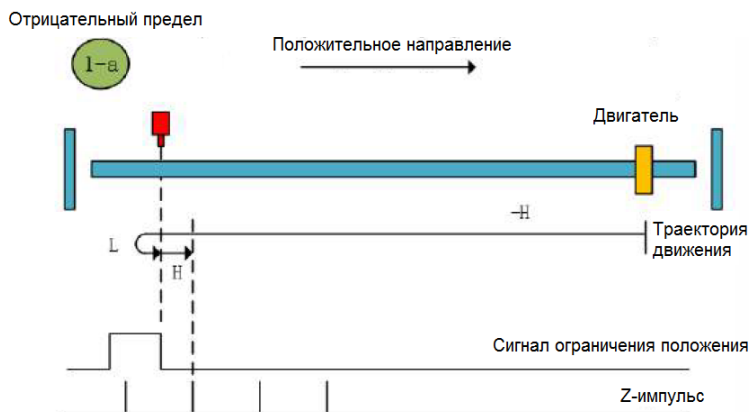 Отрицательный предел
1-a
Положительное направление
Двигатель
-H
Траектория
движения
L
H
Сигнал ограничения положения
Z-импульс